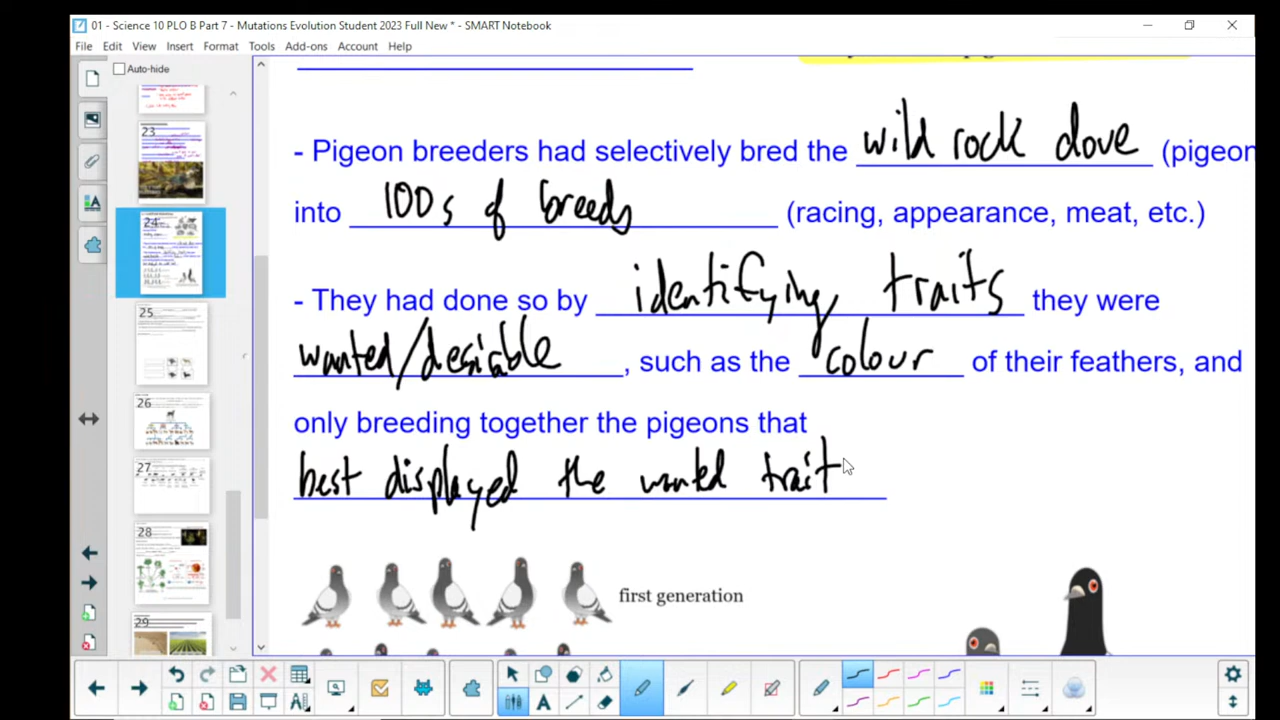 01 - Science 10 PLO B Part 7 - Mutations Evolution Student 2023 Full New * - SMART Notebook
File Edit View Insert Format Tools Add-ons Account Help
Auto-hide
- Pigeon breeders had selectively bred the wild rock dove (pigeon
into 100s of breeds (racing, appearance, meat, etc.)
- They had done so by identifying traits they were
wanted/desirable, such as the colour of their feathers, and
only breeding together the pigeons that
best displayed the wanted trait
first generation
23
24
25
26
27
28
29